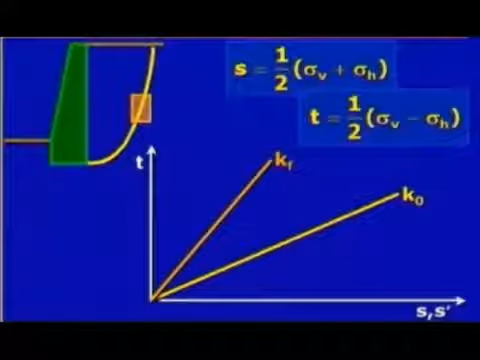 s = 1/2 (σv + σh)
t = 1/2 (σv − σh)
t
kf
k0
s,s'